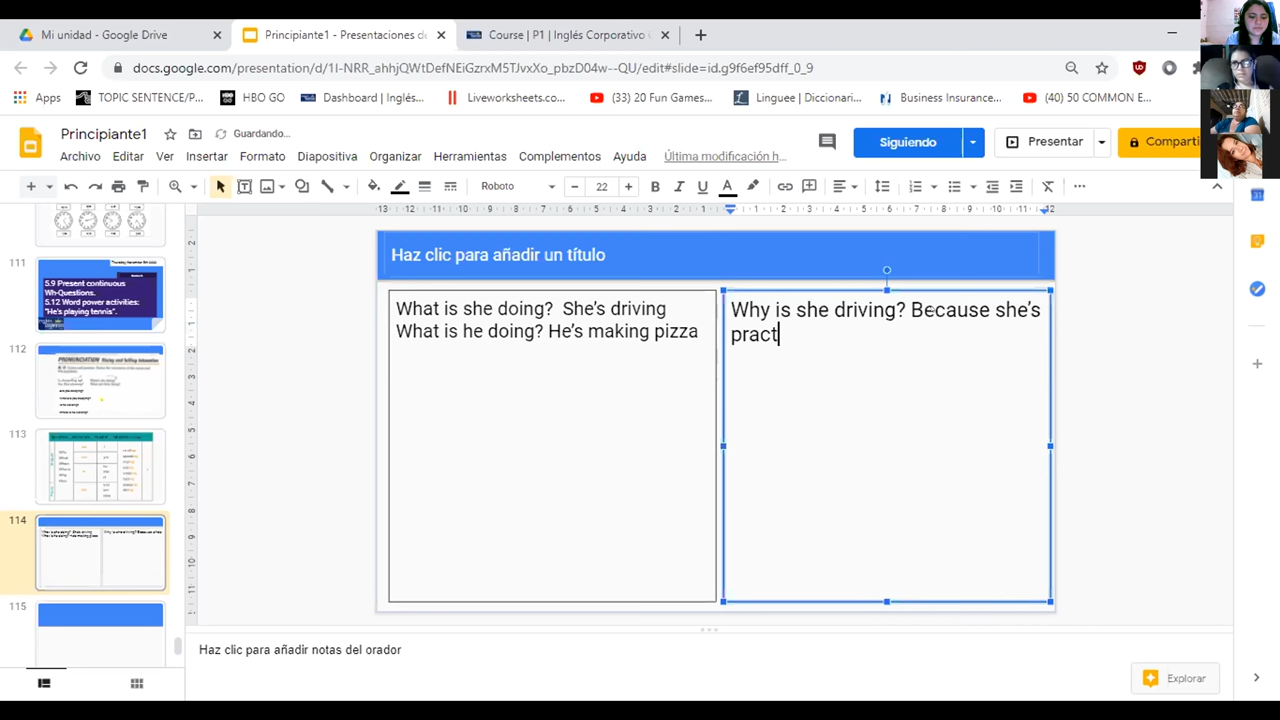 Mi unidad - Google Drive
Principiante1 - Presentaciones de
Course | P1 | Inglés Corporativo
docs.google.com/presentation/d/1I-NRR_ahhjQWtDefNEiGzrxM5TJvo_pbzD04w--QU/edit#slide=id.g9f6ef95dff_0_9
Apps
TOPIC SENTENCE/P...
HBO GO
Dashboard | Inglés...
Liveworksheets.co...
(33) 20 Fun Games...
Linguee | Diccionari...
Business Insurance...
(40) 50 COMMON E...
Principiante1
Guardando...
Siguiendo
Presentar
Comparti
Archivo Editar Ver Insertar Formato Diapositiva Organizar Herramientas Complementos Ayuda Última modificación h...
Roboto
22
111
5.9 Present continuous
Wh-Questions.
5.12 Word power activities:
"He's playing tennis".
112
113
114
115
Haz clic para añadir un título
What is she doing?  She's driving
What is he doing? He's making pizza
Why is she driving? Because she's
pract
Haz clic para añadir notas del orador
Explorar